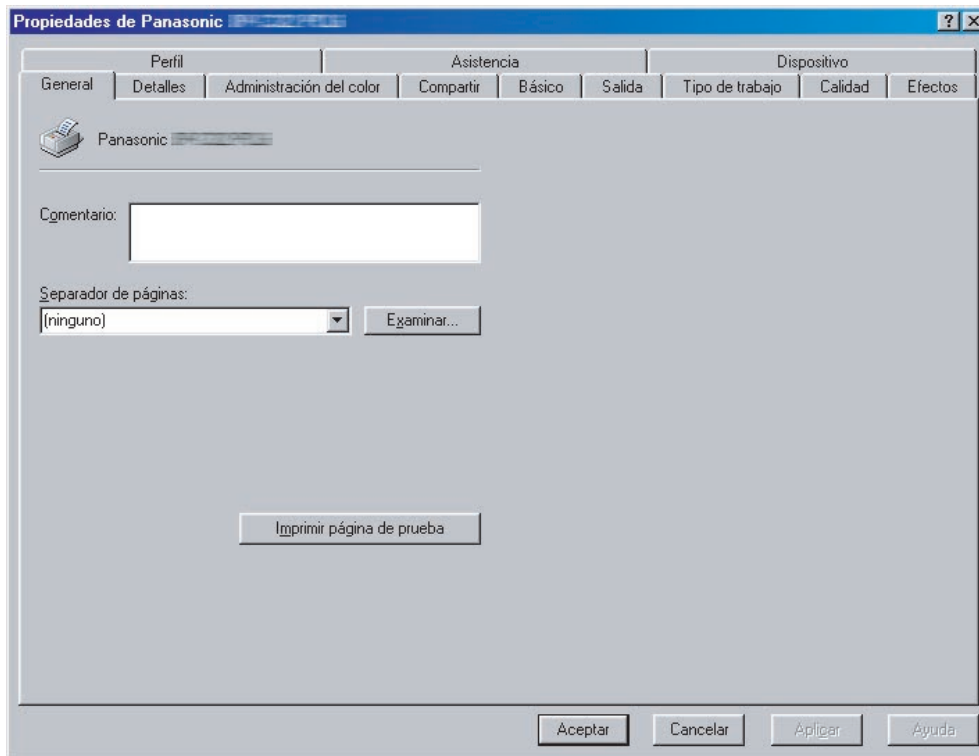 Propiedades de Panasonic
Perfil Asistencia Dispositivo
General Detalles Administración del color Compartir Básico Salida Tipo de trabajo Calidad Efectos
Panasonic
Comentario:
Separador de páginas:
(ninguno) Examinar...
Imprimir página de prueba
Aceptar Cancelar Aplicar Ayuda